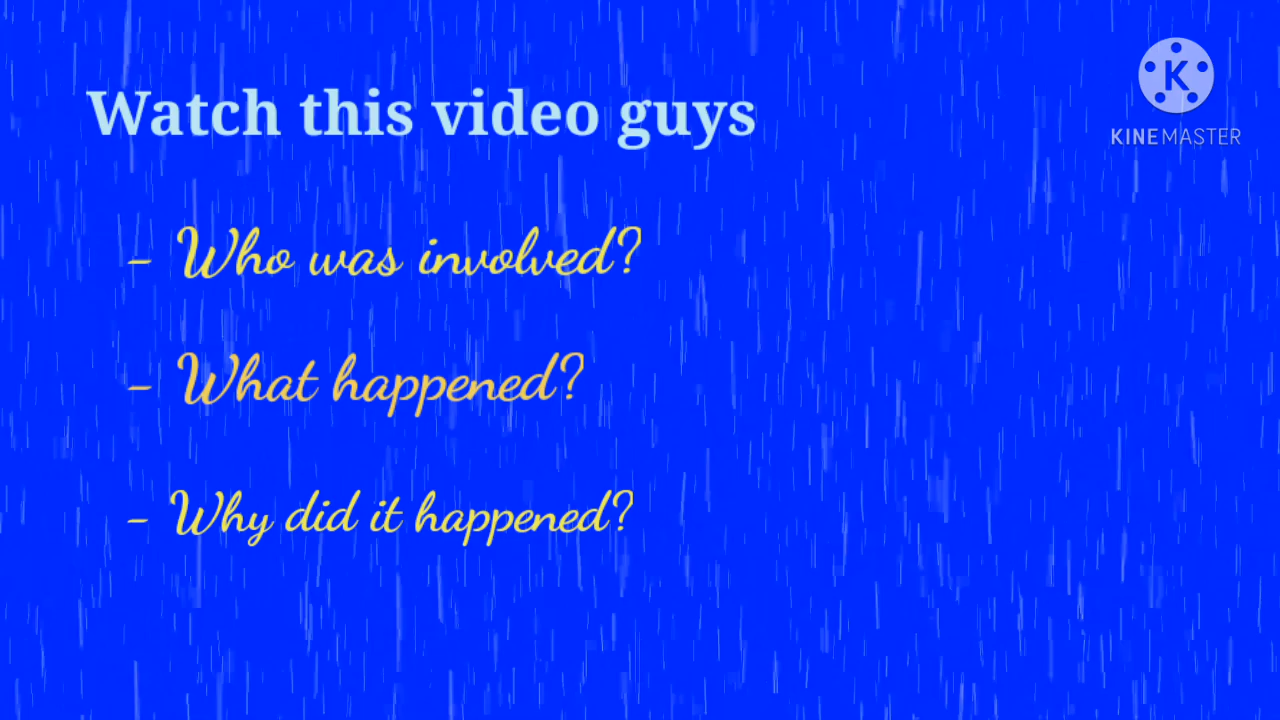 Watch this video guys
K
KINEMASTER
- Who was involved?
- What happened?
- Why did it happened?